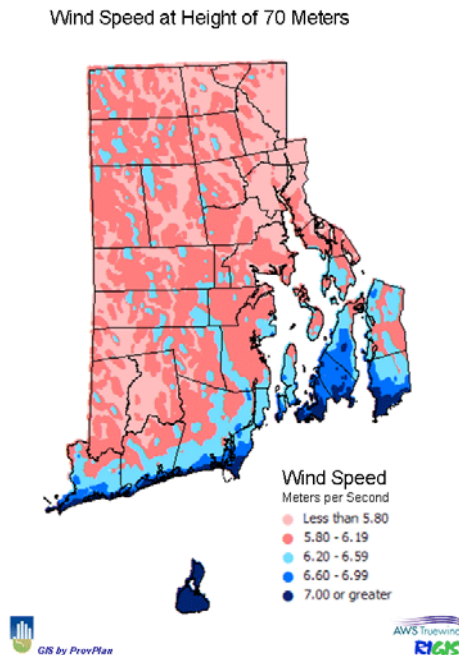 Wind Speed at Height of 70 Meters
Wind Speed
Meters per Second
Less than 5.80
5.80 - 6.19
6.20 - 6.59
6.60 - 6.99
7.00 or greater
GIS by ProvPlan
AWS Truewind
RIGIS